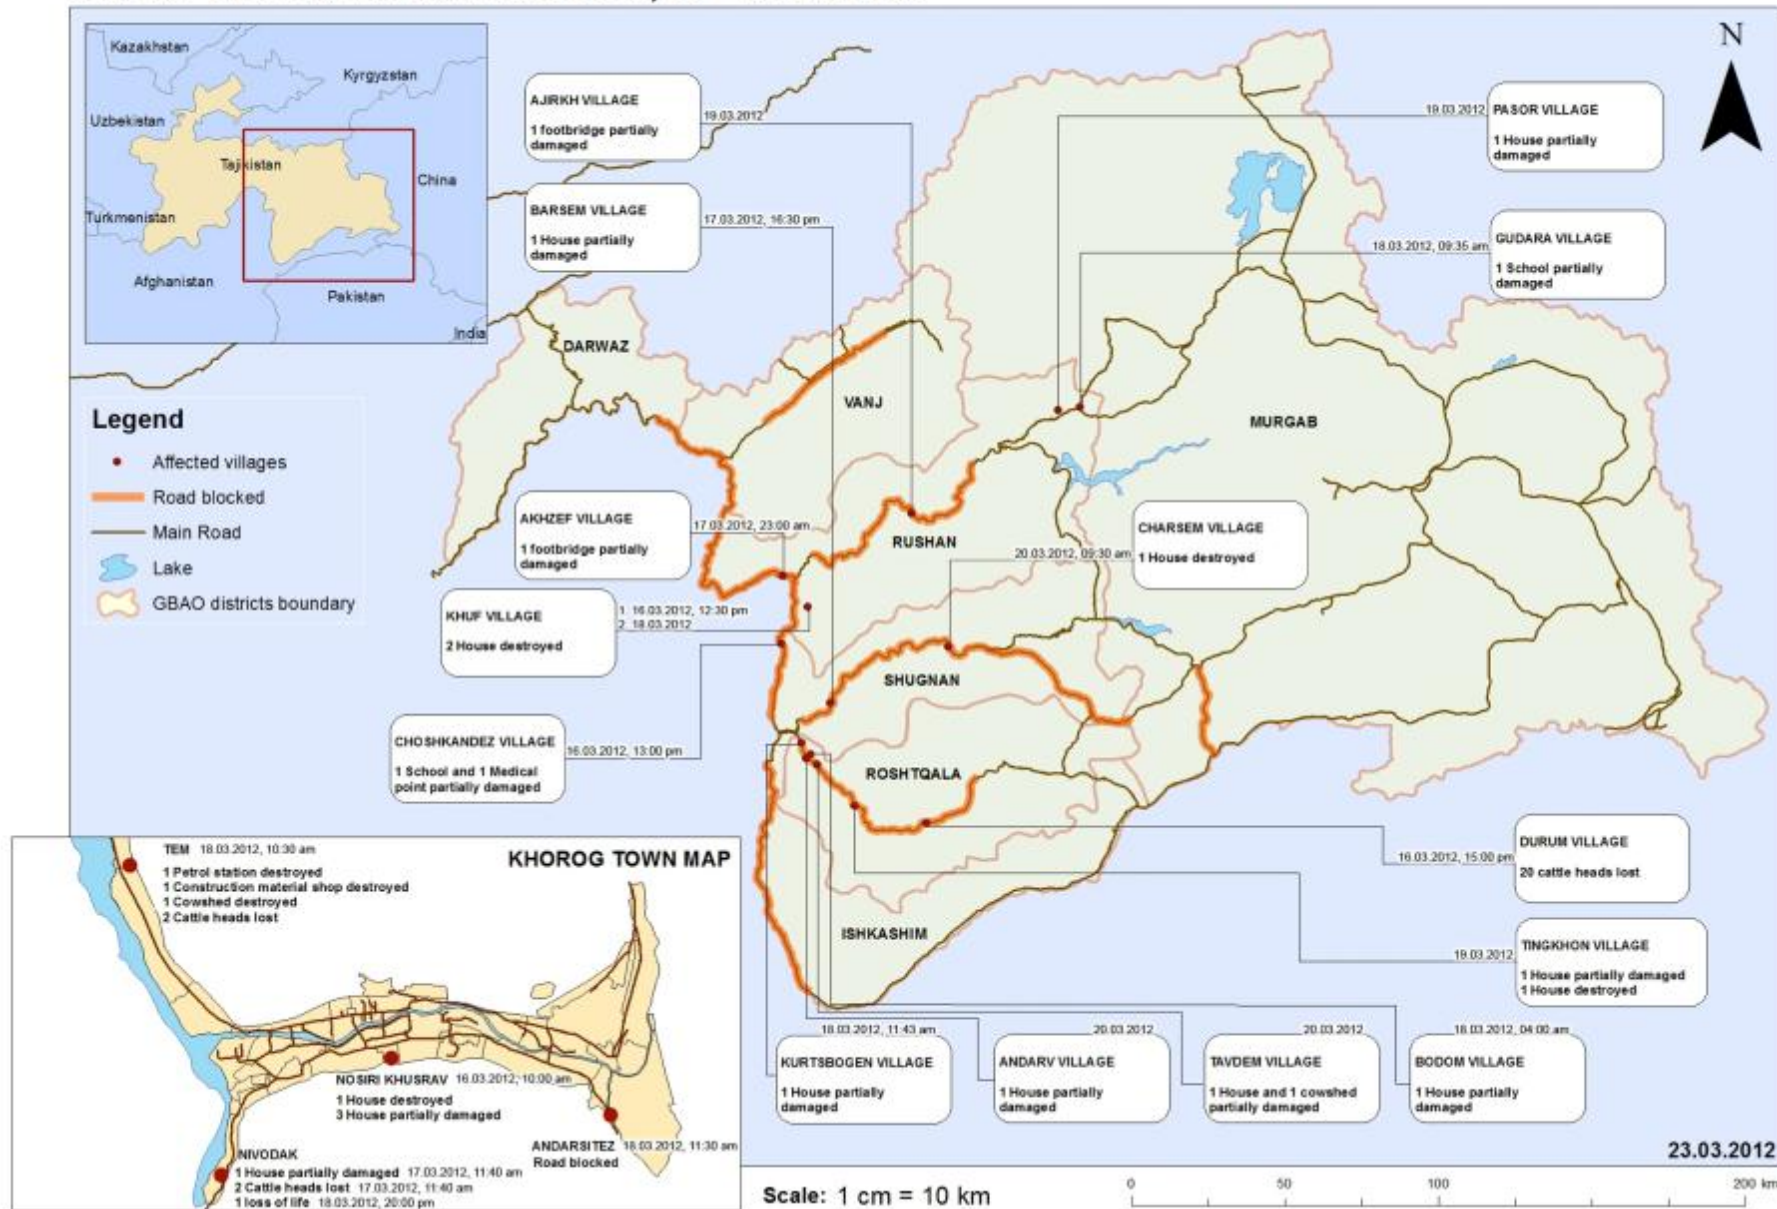 Kazakhstan
Kyrgyzstan
Uzbekistan
Tajikistan
China
Turkmenistan
Afghanistan
Pakistan
India
N
AJIRKH VILLAGE
1 footbridge partially
damaged
19.03.2012
BARSEM VILLAGE
1 House partially
damaged
17.03.2012, 16:30 pm
PASOR VILLAGE
1 House partially
damaged
19.03.2012
GUDARA VILLAGE
1 School partially
damaged
18.03.2012, 09:35 am
DARWAZ
VANJ
MURGAB
RUSHAN
SHUGNAN
ROSHTQALA
ISHKASHIM
Legend
Affected villages
Road blocked
Main Road
Lake
GBAO districts boundary
AKHZEF VILLAGE
1 footbridge partially
damaged
17.03.2012, 23:00 am
CHARSEM VILLAGE
1 House destroyed
20.03.2012, 09:30 am
KHUF VILLAGE
2 House destroyed
1. 16.03.2012, 12:30 pm
2. 18.03.2012
CHOSHKANDEZ VILLAGE
1 School and 1 Medical
point partially damaged
16.03.2012, 13:00 pm
DURUM VILLAGE
20 cattle heads lost
16.03.2012, 15:00 pm
TINGKHON VILLAGE
1 House partially damaged
1 House destroyed
19.03.2012
KURTSBOGEN VILLAGE
1 House partially
damaged
18.03.2012, 11:43 am
ANDARV VILLAGE
1 House partially
damaged
20.03.2012
TAVDEM VILLAGE
1 House and 1 cowshed
partially damaged
20.03.2012
BODOM VILLAGE
1 House partially
damaged
18.03.2012, 04:00 am
KHOROG TOWN MAP
TEM 18.03.2012, 10:30 am
1 Petrol station destroyed
1 Construction material shop destroyed
1 Cowshed destroyed
2 Cattle heads lost
NOSIRI KHUSRAV 16.03.2012, 10:00 am
1 House destroyed
3 House partially damaged
ANDARSITEZ 18.03.2012, 11:30 am
Road blocked
NIVODAK
1 House partially damaged 17.03.2012, 11:40 am
2 Cattle heads lost 17.03.2012, 11:40 am
1 loss of life 18.03.2012, 20:00 pm
23.03.2012
Scale: 1 cm = 10 km
0 50 100 200 km